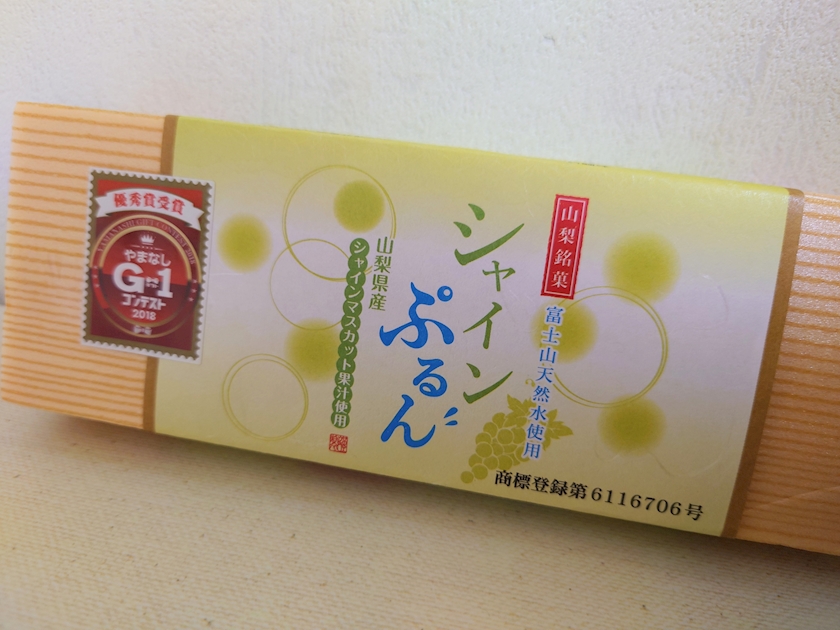 山梨銘菓
富士山天然水使用
シャイン
ぷるん
山梨県産
シャインマスカット果汁使用
商標登録第6116706号
優秀賞受賞
やまなし
G-1
コンテスト
2018